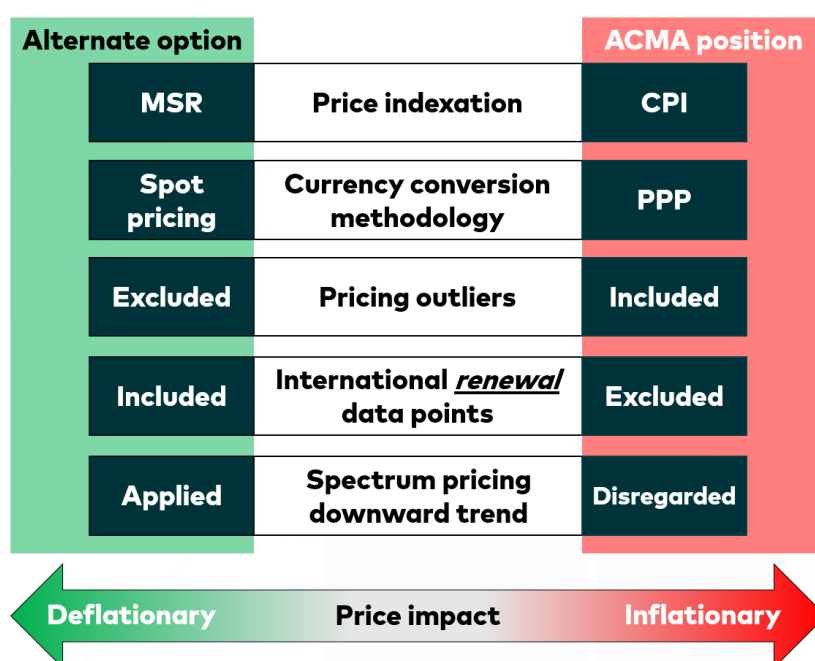 Alternate option
ACMA position
MSR
Price indexation
CPI
Spot
pricing
Currency conversion
methodology
PPP
Excluded
Pricing outliers
Included
Included
International renewal
data points
Excluded
Applied
Spectrum pricing
downward trend
Disregarded
Deflationary
Price impact
Inflationary